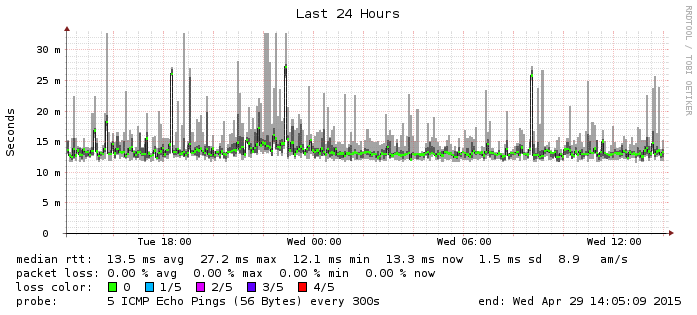 Last 24 Hours
RRDTOOL / TOBI OETIKER
Seconds
30 m
25 m
20 m
15 m
10 m
5 m
0
Tue 18:00 Wed 00:00 Wed 06:00 Wed 12:00
median rtt: 13.5 ms avg 27.2 ms max 12.1 ms min 13.3 ms now 1.5 ms sd 8.9 am/s
packet loss: 0.00 % avg 0.00 % max 0.00 % min 0.00 % now
loss color: 0 1/5 2/5 3/5 4/5
probe: 5 ICMP Echo Pings (56 Bytes) every 300s end: Wed Apr 29 14:05:09 2015